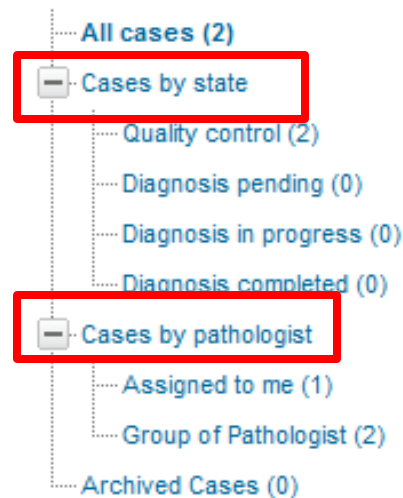 All cases (2)
Cases by state
Quality control (2)
Diagnosis pending (0)
Diagnosis in progress (0)
Diagnosis completed (0)
Cases by pathologist
Assigned to me (1)
Group of Pathologist (2)
Archived Cases (0)